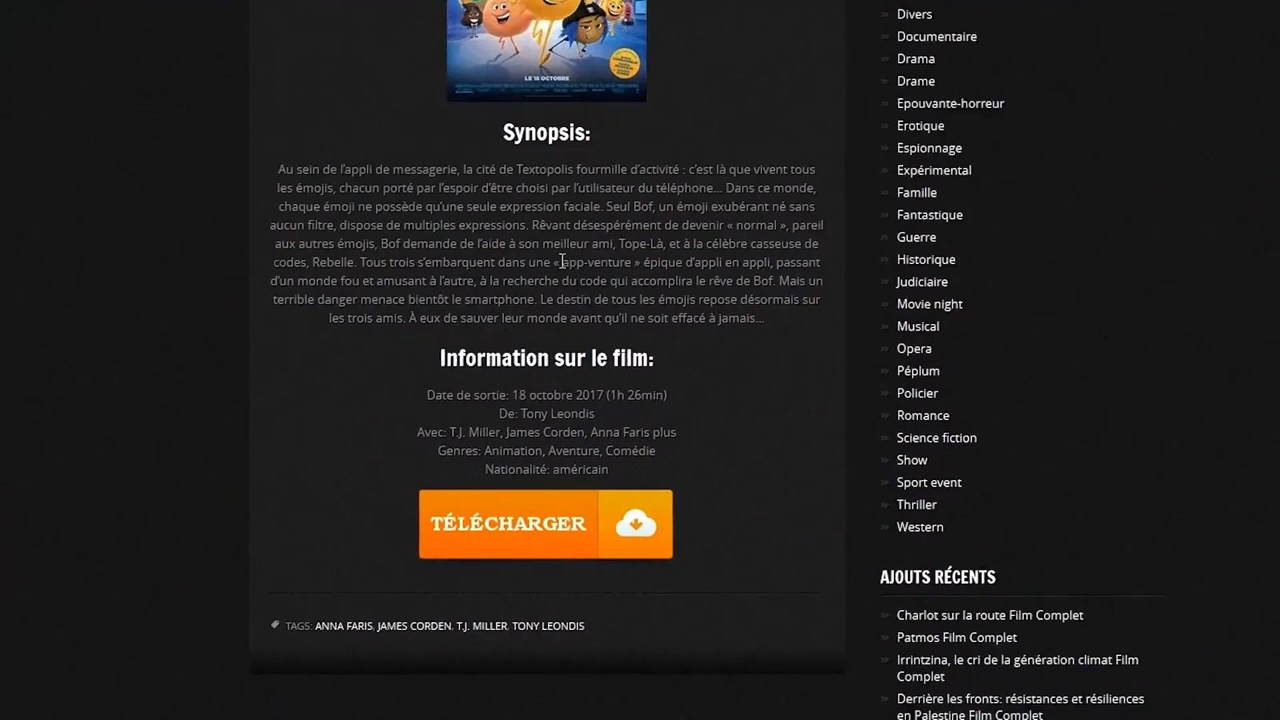 LE 18 OCTOBRE
Synopsis:
Au sein de l'appli de messagerie, la cité de Textopolis fourmille d'activité : c'est là que vivent tous
les émojis, chacun porté par l'espoir d'être choisi par l'utilisateur du téléphone... Dans ce monde,
chaque émoji ne possède qu'une seule expression faciale. Seul Bof, un émoji exubérant né sans
aucun filtre, dispose de multiples expressions. Rêvant désespérément de devenir « normal », pareil
aux autres émojis, Bof demande de l'aide à son meilleur ami, Tope-Là, et à la célèbre casseuse de
codes, Rebelle. Tous trois s'embarquent dans une « app-venture » épique d'appli en appli, passant
d'un monde fou et amusant à l'autre, à la recherche du code qui accomplira le rêve de Bof. Mais un
terrible danger menace bientôt le smartphone. Le destin de tous les émojis repose désormais sur
les trois amis. À eux de sauver leur monde avant qu'il ne soit effacé à jamais...
Information sur le film:
Date de sortie: 18 octobre 2017 (1h 26min)
De: Tony Leondis
Avec: T.J. Miller, James Corden, Anna Faris plus
Genres: Animation, Aventure, Comédie
Nationalité: américain
TÉLÉCHARGER
TAGS: ANNA FARIS, JAMES CORDEN, T.J. MILLER, TONY LEONDIS
Divers
Documentaire
Drama
Drame
Epouvante-horreur
Erotique
Espionnage
Expérimental
Famille
Fantastique
Guerre
Historique
Judiciaire
Movie night
Musical
Opera
Péplum
Policier
Romance
Science fiction
Show
Sport event
Thriller
Western
AJOUTS RÉCENTS
Charlot sur la route Film Complet
Patmos Film Complet
Irrintzina, le cri de la génération climat Film
Complet
Derrière les fronts: résistances et résiliences
en Palestine Film Complet